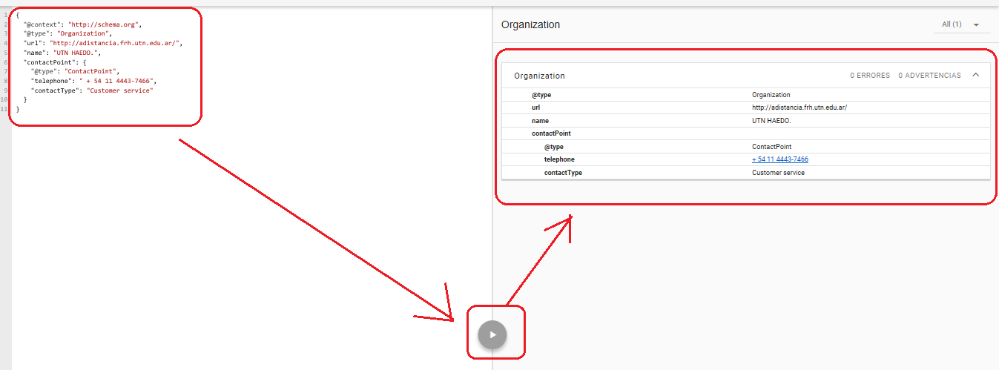 1 {
2 "@context": "http://schema.org",
3 "@type": "Organization",
4 "url": "http://adistancia.frh.utn.edu.ar/",
5 "name": "UTN HAEDO.",
6 "contactPoint": {
7 "@type": "ContactPoint",
8 "telephone": " + 54 11 4443-7466",
9 "contactType": "Customer service"
10 }
11 }
Organization All (1)
Organization 0 ERRORES 0 ADVERTENCIAS
@type Organization
url http://adistancia.frh.utn.edu.ar/
name UTN HAEDO.
contactPoint
@type ContactPoint
telephone + 54 11 4443-7466
contactType Customer service